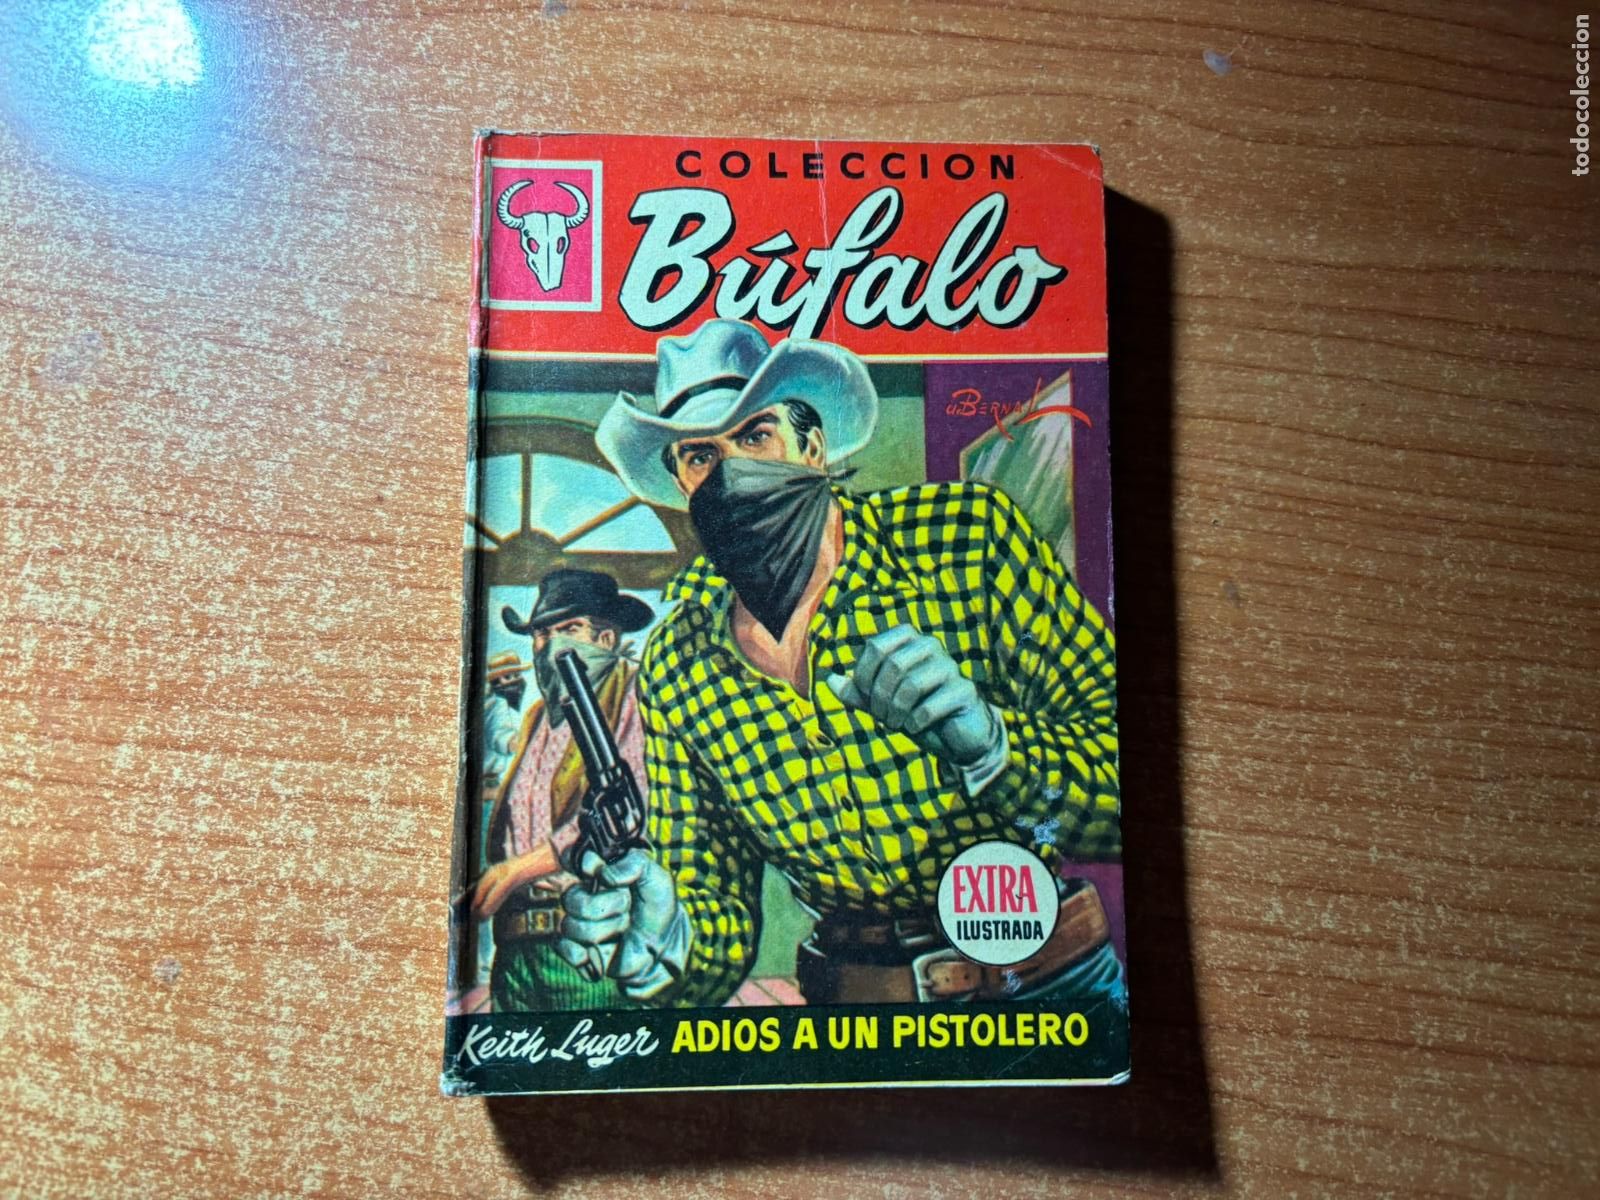 COLECCION
Búfalo
BERNAL
EXTRA
ILUSTRADA
Keith Luger ADIOS A UN PISTOLERO
todocoleccion